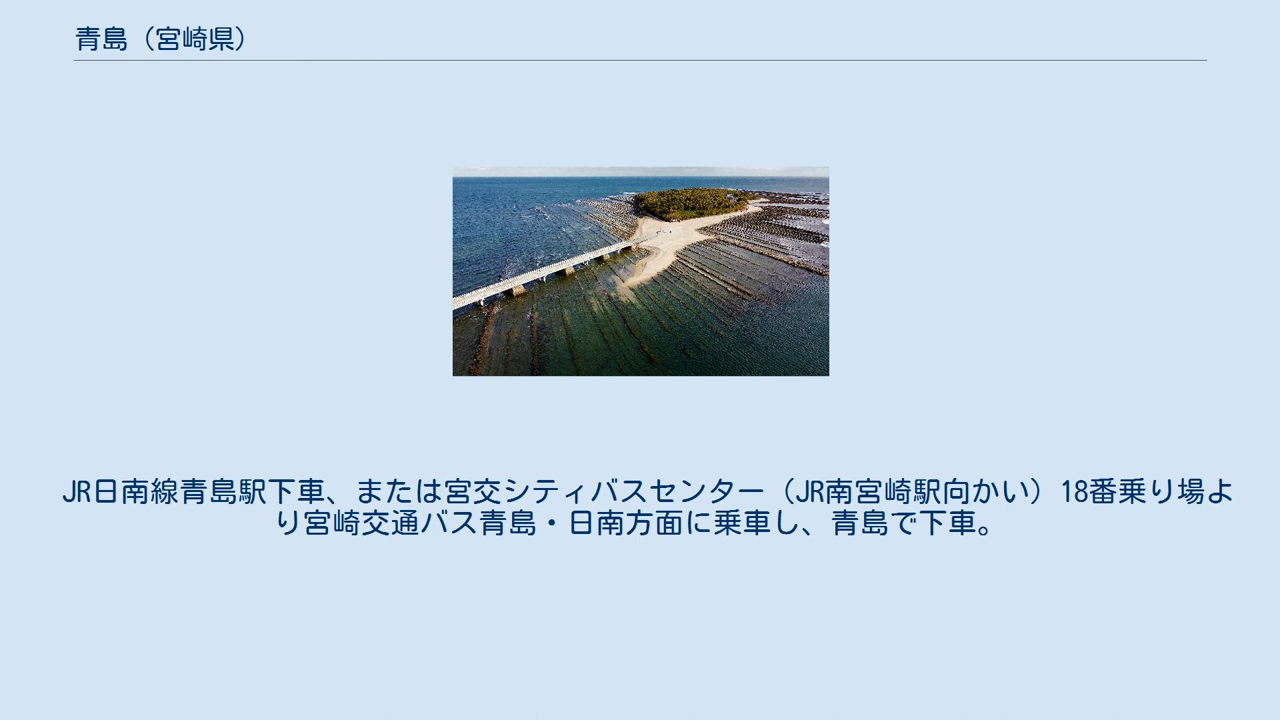 青島（宮崎県）
JR日南線青島駅下車、または宮交シティバスセンター（JR南宮崎駅向かい）18番乗り場よ
り宮崎交通バス青島・日南方面に乗車し、青島で下車。